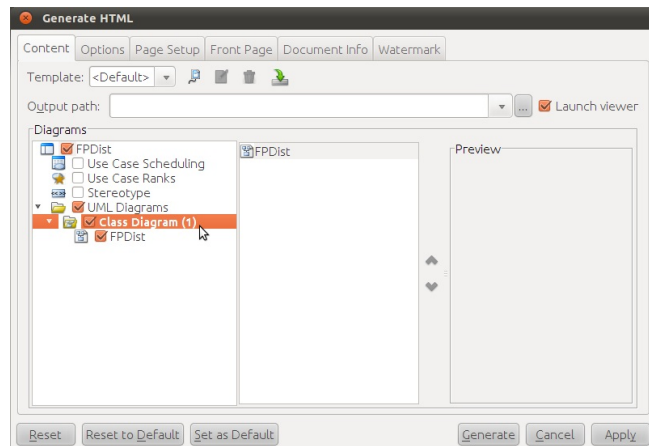 Generate HTML
Content Options Page Setup Front Page Document Info Watermark
Template: <Default>
Output path: ... Launch viewer
Diagrams
FPDist
Use Case Scheduling
Use Case Ranks
Stereotype
UML Diagrams
Class Diagram (1)
FPDist
FPDist
Preview
Reset Reset to Default Set as Default Generate Cancel Apply